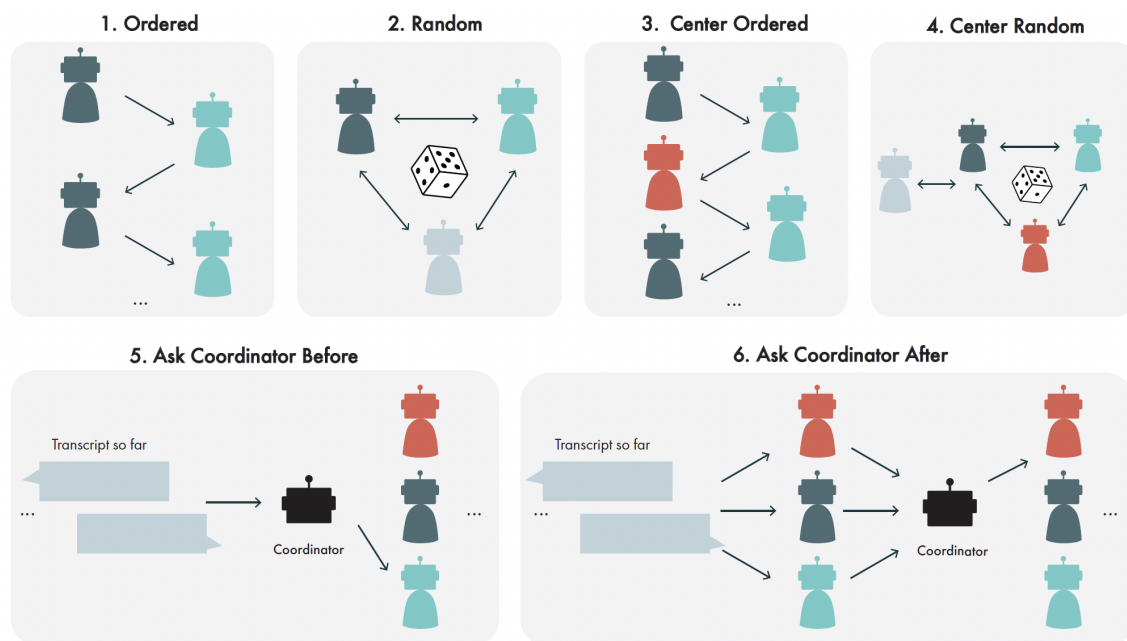 1. Ordered
2. Random
3. Center Ordered
4. Center Random
...
...
5. Ask Coordinator Before
6. Ask Coordinator After
Transcript so far
...
Coordinator
...
Transcript so far
...
Coordinator
...